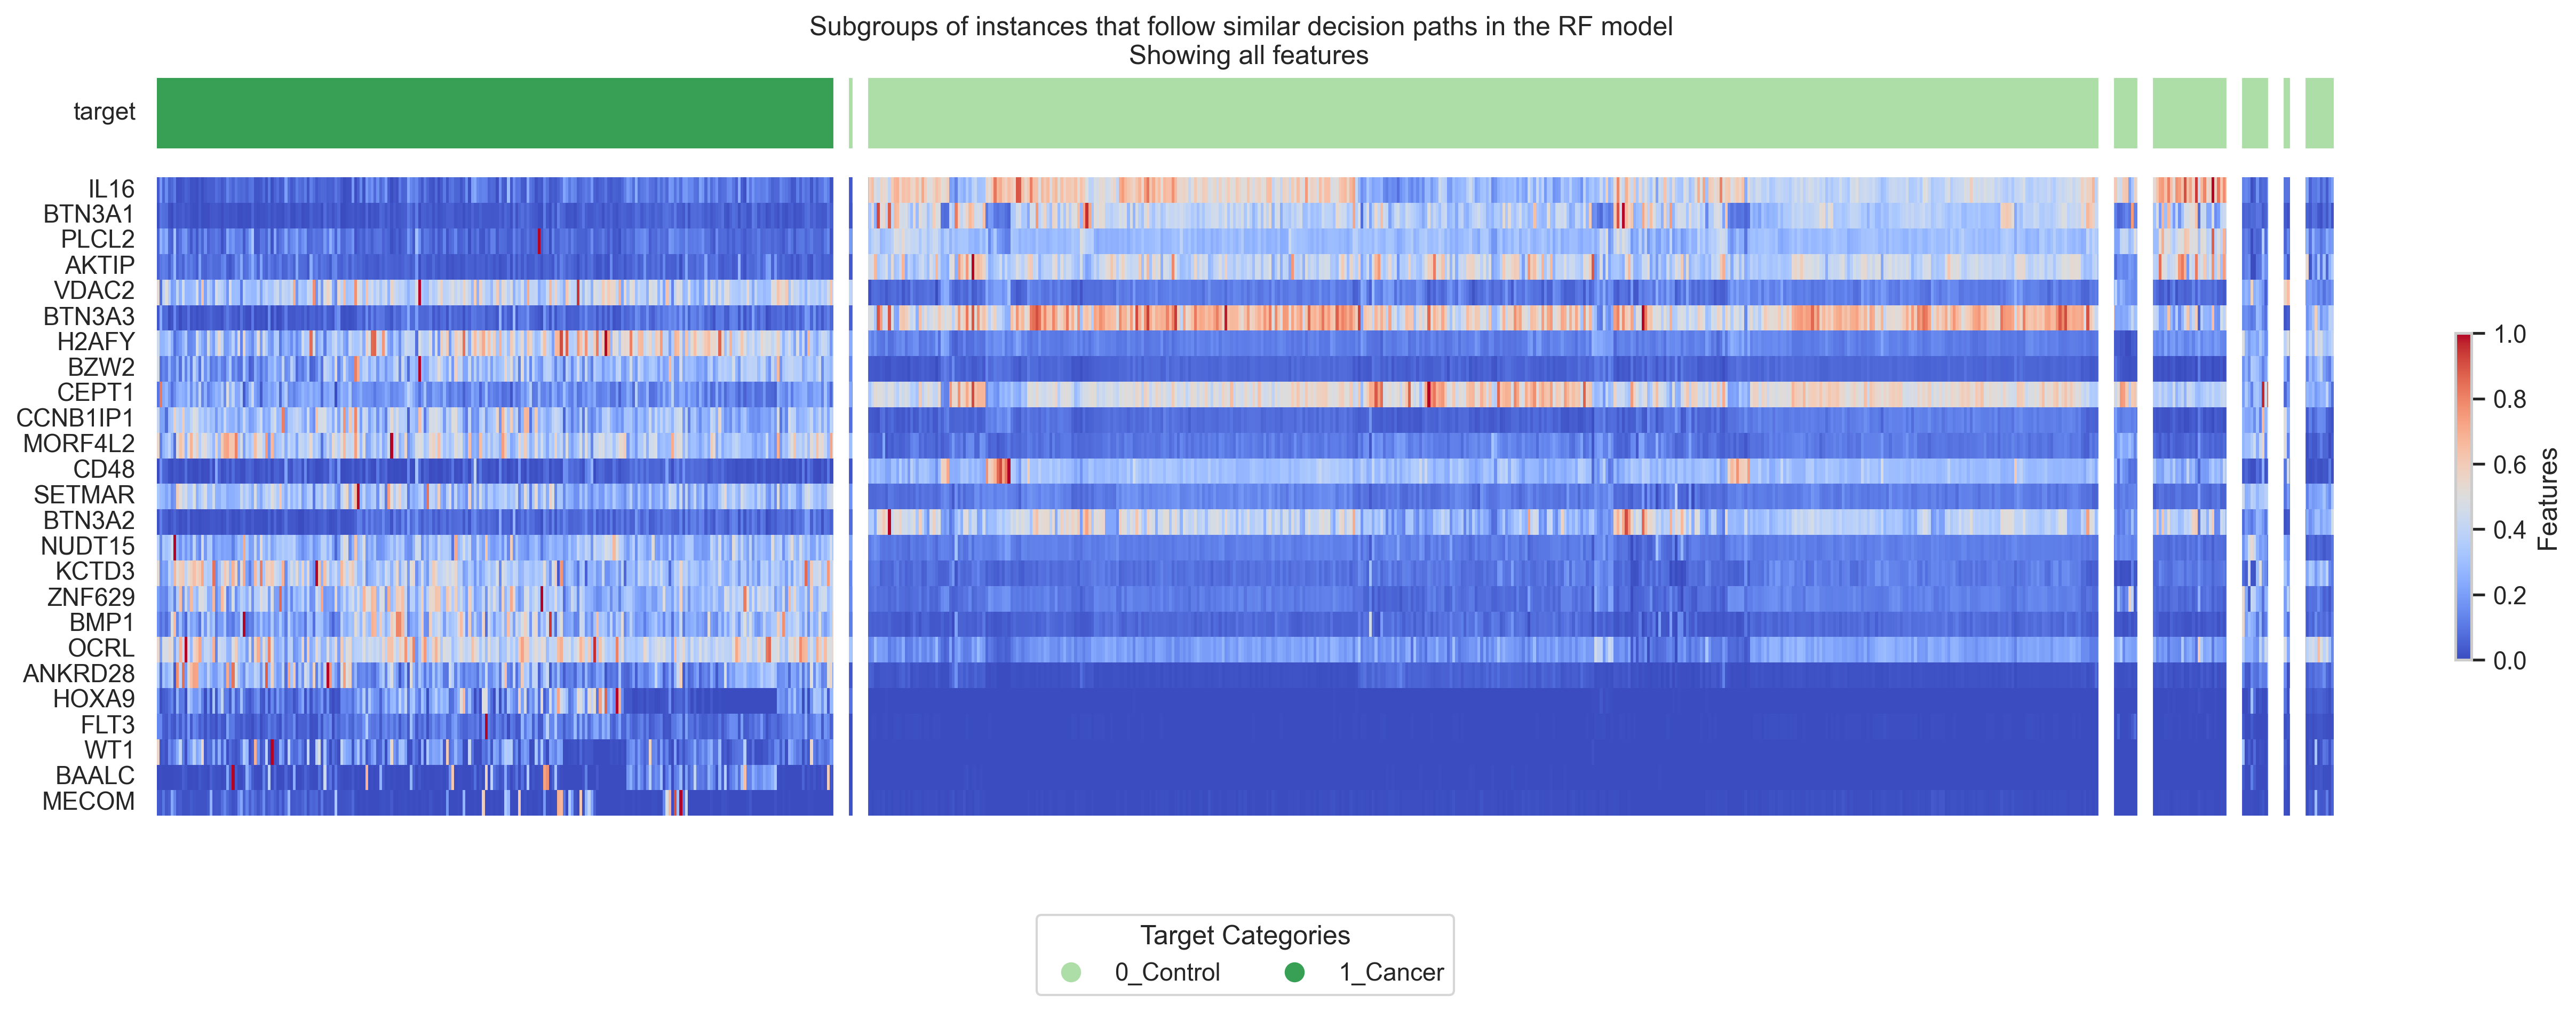 Subgroups of instances that follow similar decision paths in the RF model
Showing all features
target
IL16
BTN3A1
PLCL2
AKTIP
VDAC2
BTN3A3
H2AFY
BZW2
CEPT1
CCNB1IP1
MORF4L2
CD48
SETMAR
BTN3A2
NUDT15
KCTD3
ZNF629
BMP1
OCRL
ANKRD28
HOXA9
FLT3
WT1
BAALC
MECOM
1.0
0.8
0.6
0.4
0.2
0.0
Features
Target Categories
0_Control 1_Cancer